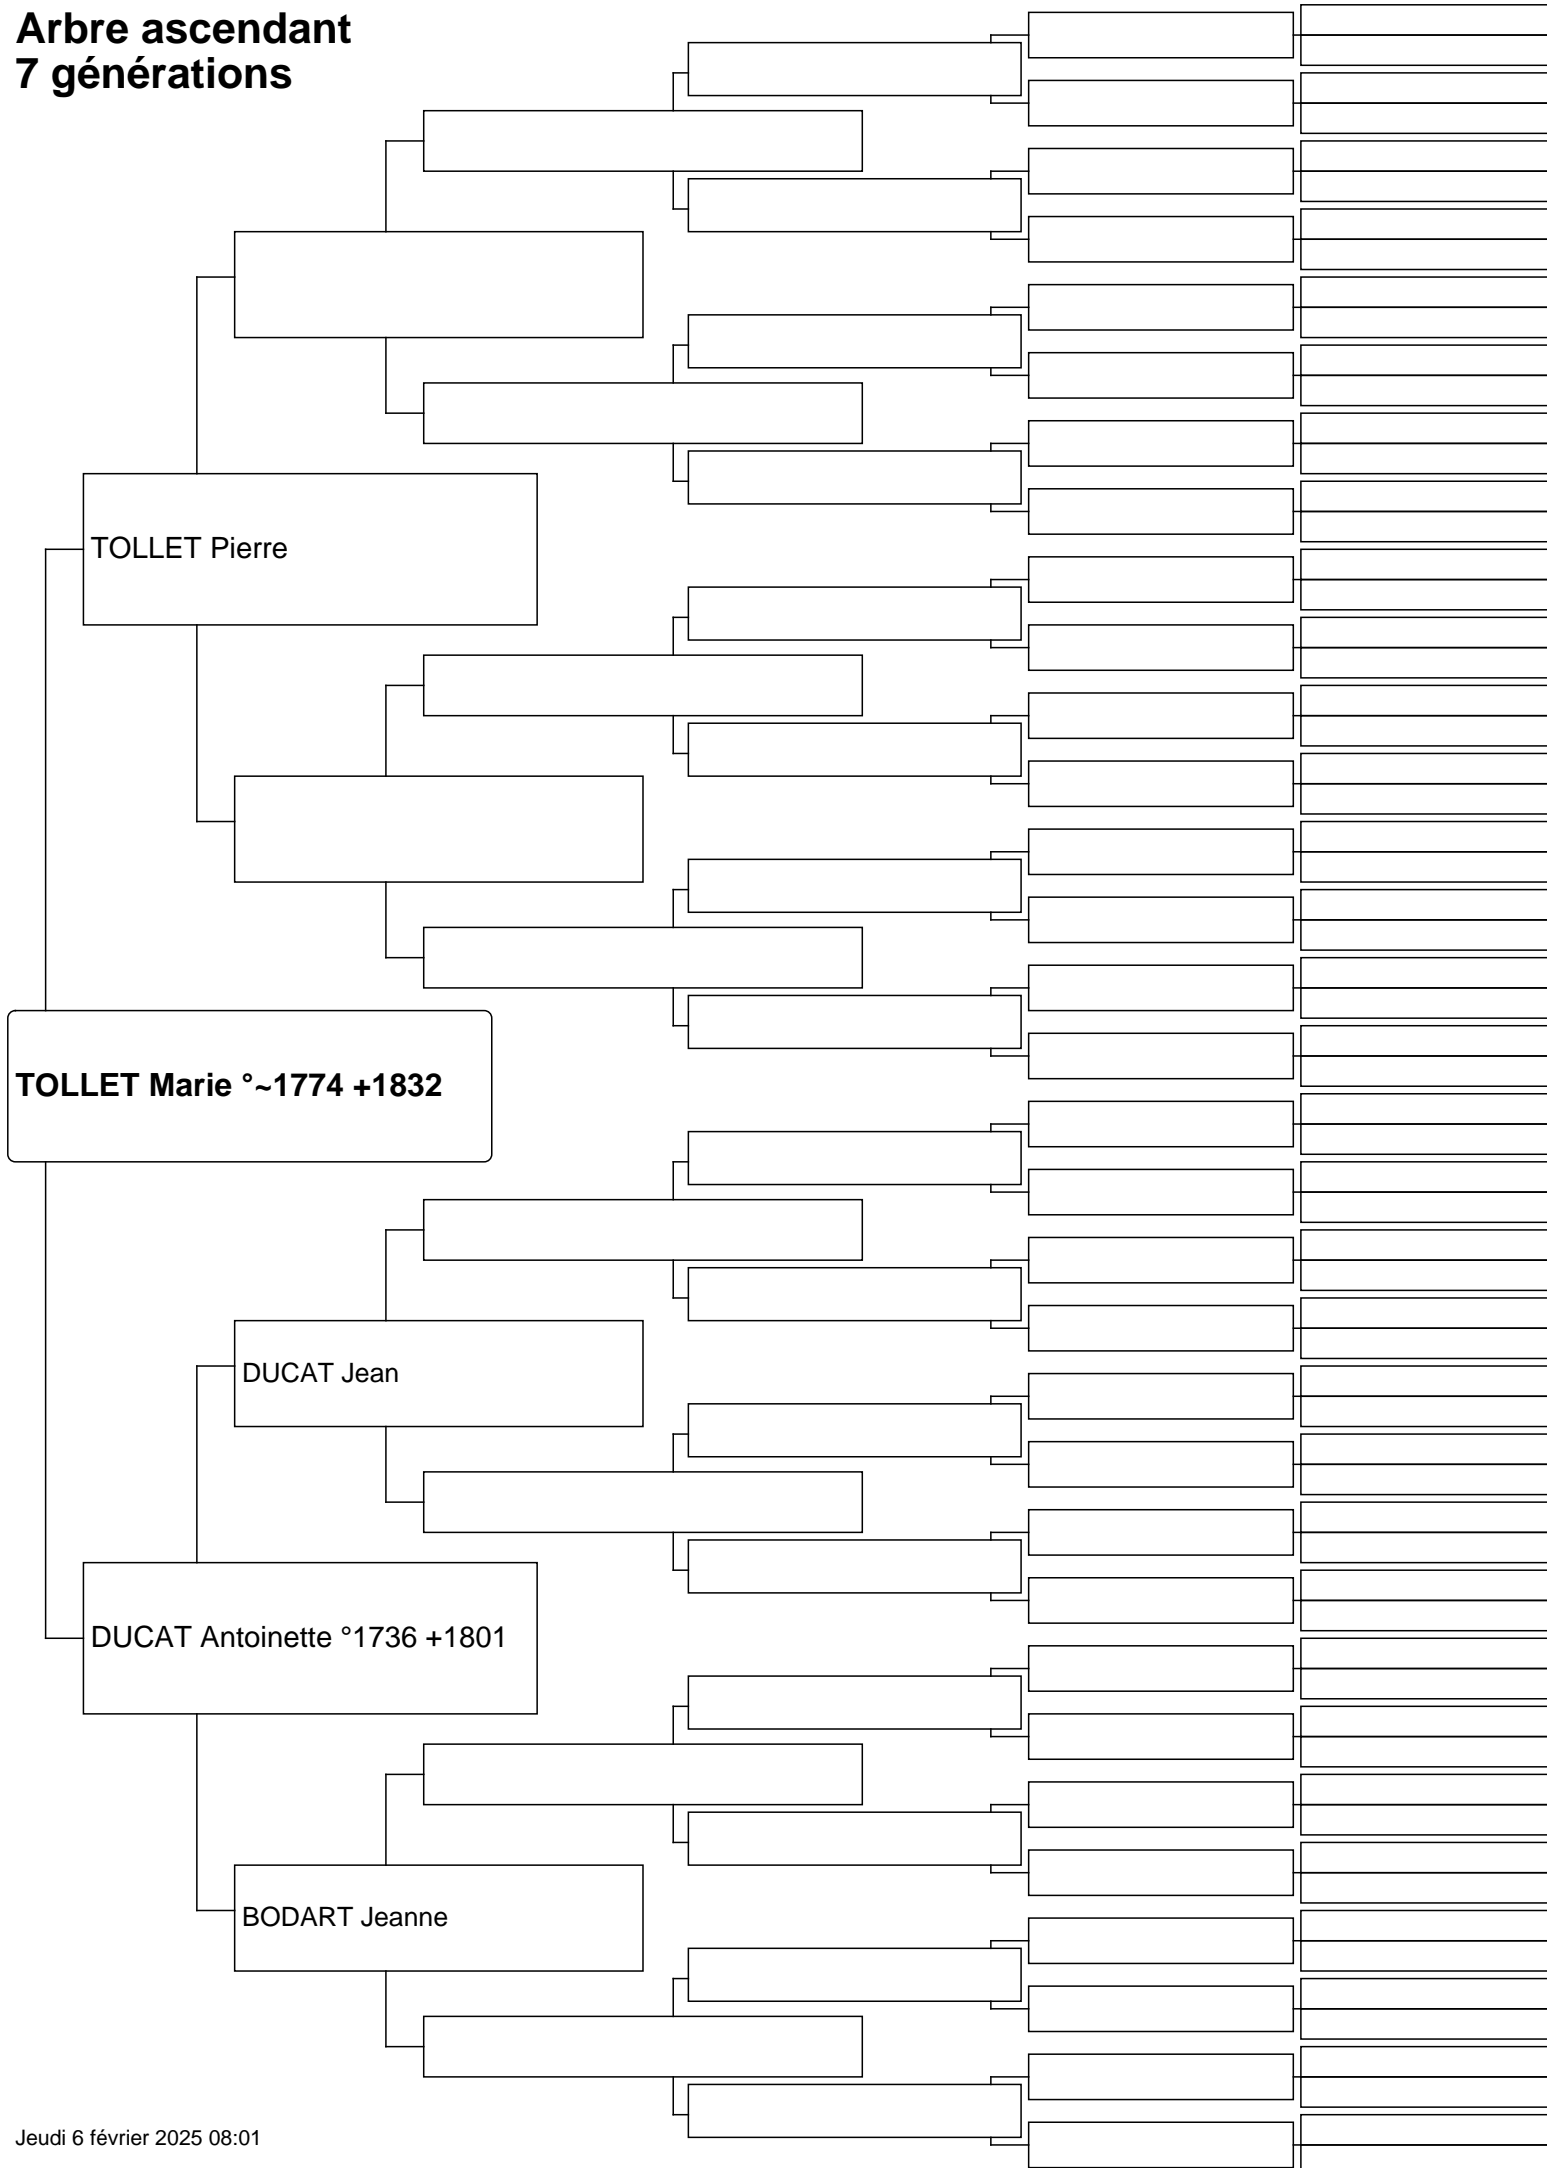 Arbre ascendant
7 générations
TOLLET Pierre
TOLLET Marie °~1774 +1832
DUCAT Jean
DUCAT Antoinette °1736 +1801
BODART Jeanne
Jeudi 6 février 2025 08:01